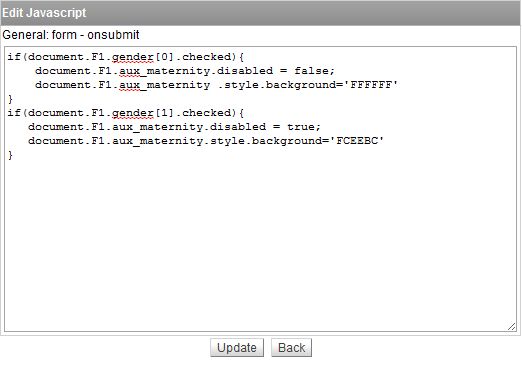 Edit Javascript
General: form - onsubmit
if(document.F1.gender[0].checked){
    document.F1.aux_maternity.disabled = false;
    document.F1.aux_maternity .style.background='FFFFFF'
}
if(document.F1.gender[1].checked){
   document.F1.aux_maternity.disabled = true;
   document.F1.aux_maternity.style.background='FCEEBC'
}
Update Back